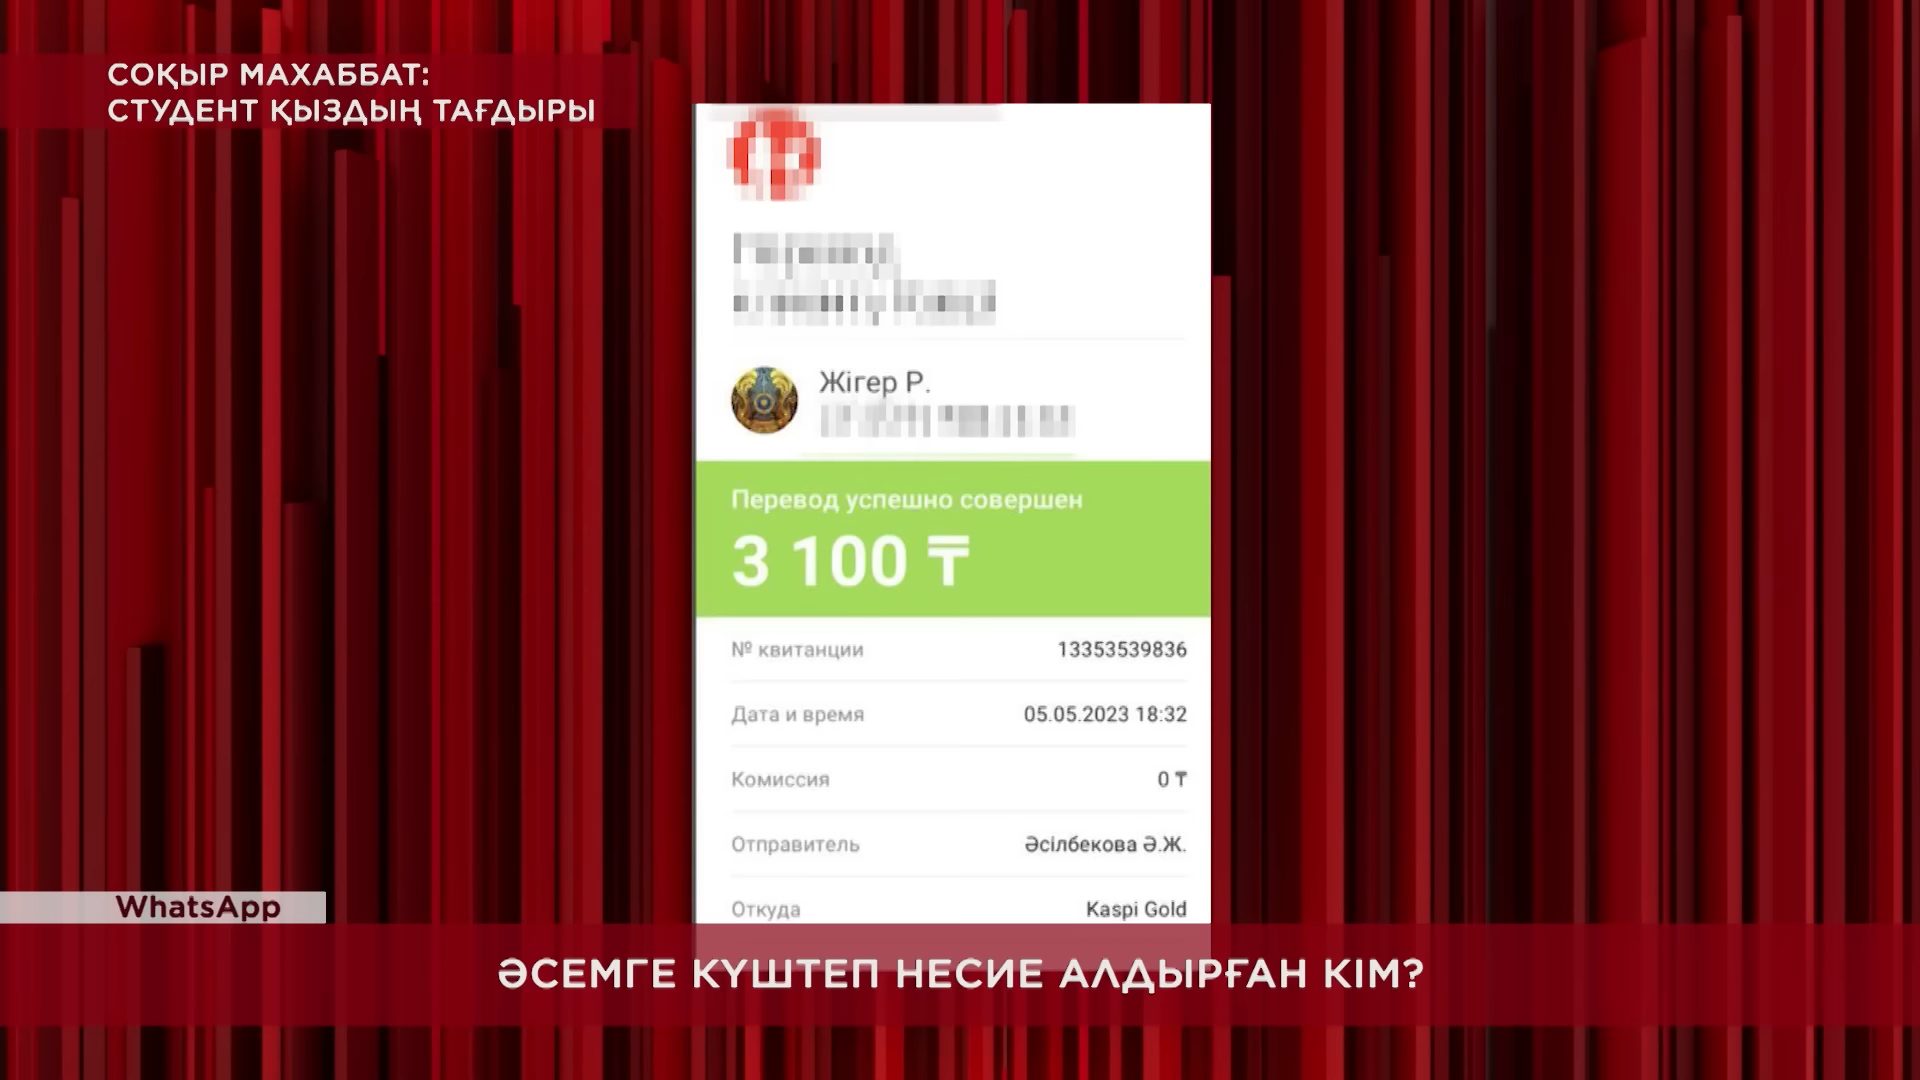 СОҚЫР МАХАББАТ:
СТУДЕНТ ҚЫЗДЫҢ ТАҒДЫРЫ
Жігер Р.
Перевод успешно совершен
3 100 ₸
№ квитанции 13353539836
Дата и время 05.05.2023 18:32
Комиссия 0 ₸
Отправитель Әсілбекова Ә.Ж.
Откуда Kaspi Gold
WhatsApp
ӘСЕМГЕ КҮШТЕП НЕСИЕ АЛДЫРҒАН КІМ?